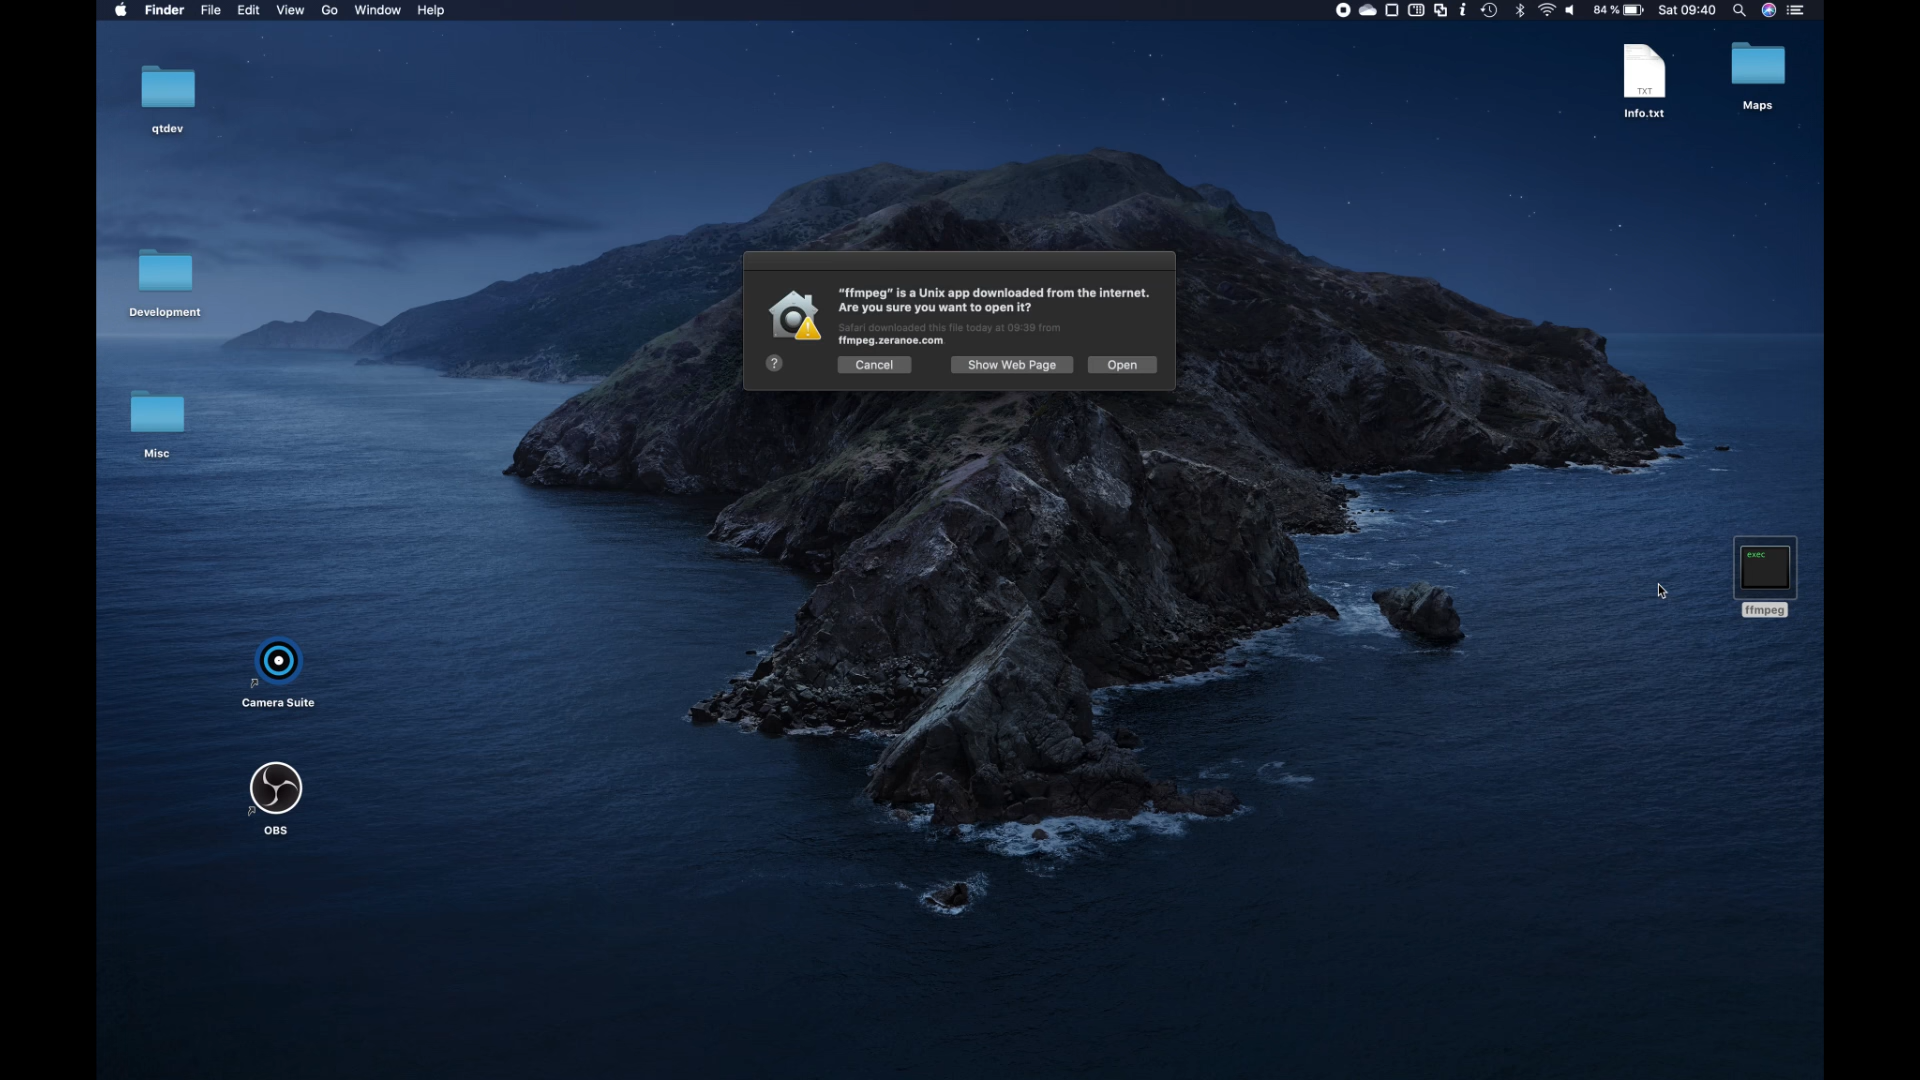 Finder File Edit View Go Window Help
84 % Sat 09:40
TXT
Info.txt
Maps
qtdev
Development
Misc
“ffmpeg” is a Unix app downloaded from the internet.
Are you sure you want to open it?
Safari downloaded this file today at 09:39 from
ffmpeg.zeranoe.com
? Cancel Show Web Page Open
exec
ffmpeg
Camera Suite
OBS